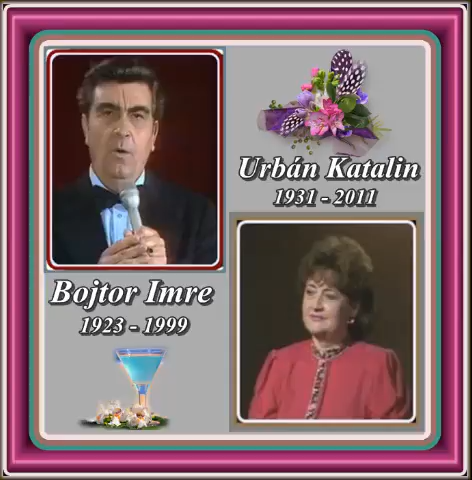 Urbán Katalin
1931 - 2011
Bojtor Imre
1923 - 1999